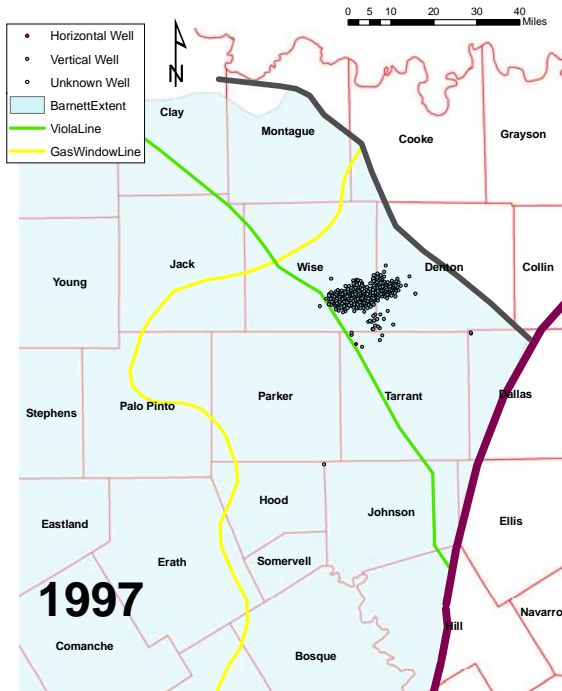 0 5 10 20 30 40
Miles
N
Horizontal Well
Vertical Well
Unknown Well
BarnettExtent
ViolaLine
GasWindowLine
Clay
Montague
Cooke
Grayson
Young
Jack
Wise
Denton
Collin
Stephens
Palo Pinto
Parker
Tarrant
Dallas
Eastland
Erath
Hood
Somervell
Johnson
Ellis
1997
Comanche
Bosque
Hill
Navarro